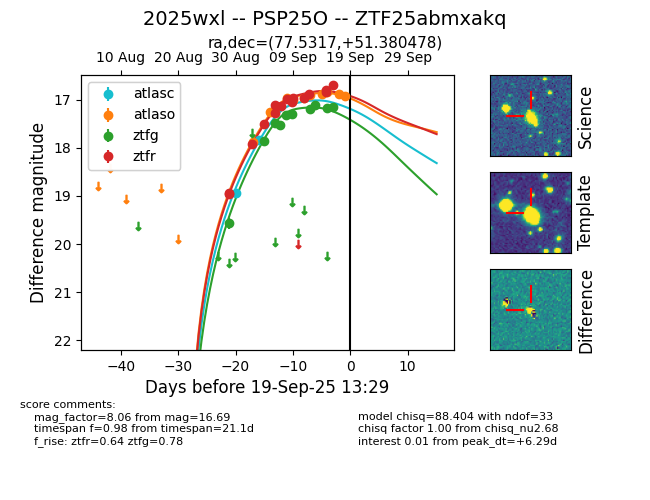 2025wxl -- PSP25O -- ZTF25abmxakq
ra,dec=(77.5317,+51.380478)
10 Aug 20 Aug 30 Aug 09 Sep 19 Sep 29 Sep
atlasc
atlaso
ztfg
ztfr
17
18
19
20
21
22
Difference magnitude
−40 −30 −20 −10 0 10
Days before 19-Sep-25 13:29
Science
Template
Difference
score comments:
mag_factor=8.06 from mag=16.69
timespan f=0.98 from timespan=21.1d
f_rise: ztfr=0.64 ztfg=0.78
model chisq=88.404 with ndof=33
chisq factor 1.00 from chisq_nu2.68
interest 0.01 from peak_dt=+6.29d